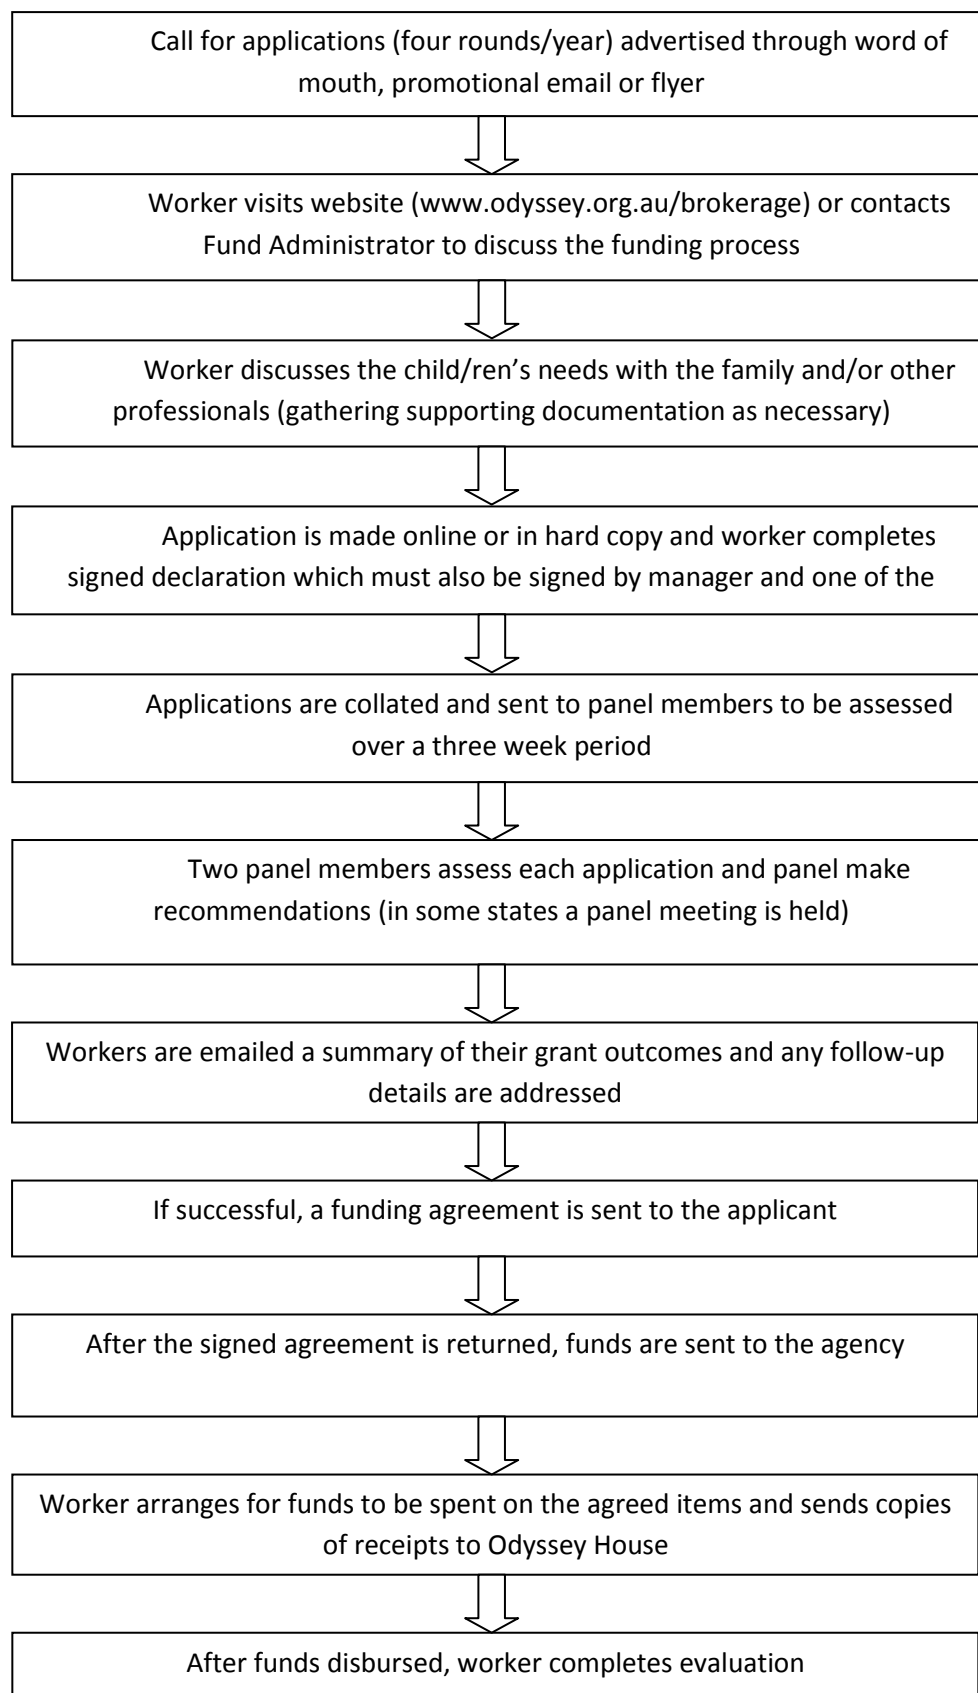 Call for applications (four rounds/year) advertised through word of
mouth, promotional email or flyer
Worker visits website (www.odyssey.org.au/brokerage) or contacts
Fund Administrator to discuss the funding process
Worker discusses the child/ren’s needs with the family and/or other
professionals (gathering supporting documentation as necessary)
Application is made online or in hard copy and worker completes
signed declaration which must also be signed by manager and one of the
Applications are collated and sent to panel members to be assessed
over a three week period
Two panel members assess each application and panel make
recommendations (in some states a panel meeting is held)
Workers are emailed a summary of their grant outcomes and any follow-up
details are addressed
If successful, a funding agreement is sent to the applicant
After the signed agreement is returned, funds are sent to the agency
Worker arranges for funds to be spent on the agreed items and sends copies
of receipts to Odyssey House
After funds disbursed, worker completes evaluation